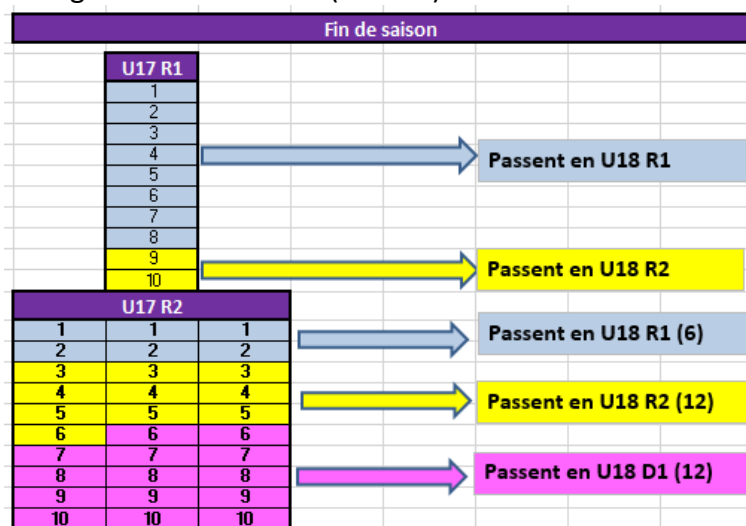 Fin de saison
U17 R1
1
2
3
4
Passent en U18 R1
5
6
7
8
9
Passent en U18 R2
10
U17 R2
1 1 1
Passent en U18 R1 (6)
2 2 2
3 3 3
4 4 4
Passent en U18 R2 (12)
5 5 5
6 6 6
7 7 7
8 8 8
Passent en U18 D1 (12)
9 9 9
10 10 10